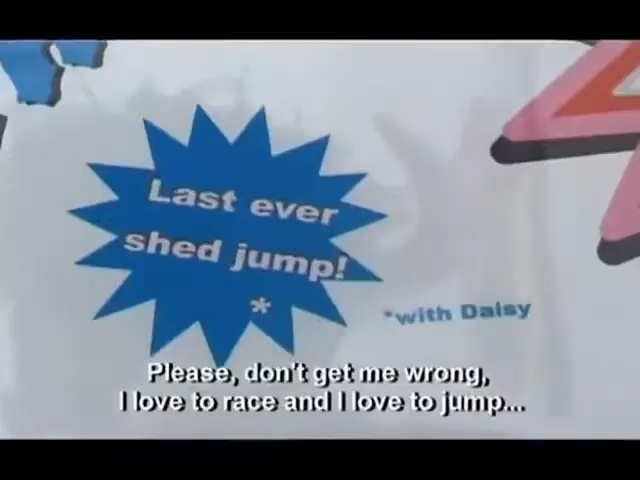 Last ever
shed jump!
*
*with Daisy
Please, don't get me wrong,
I love to race and I love to jump...